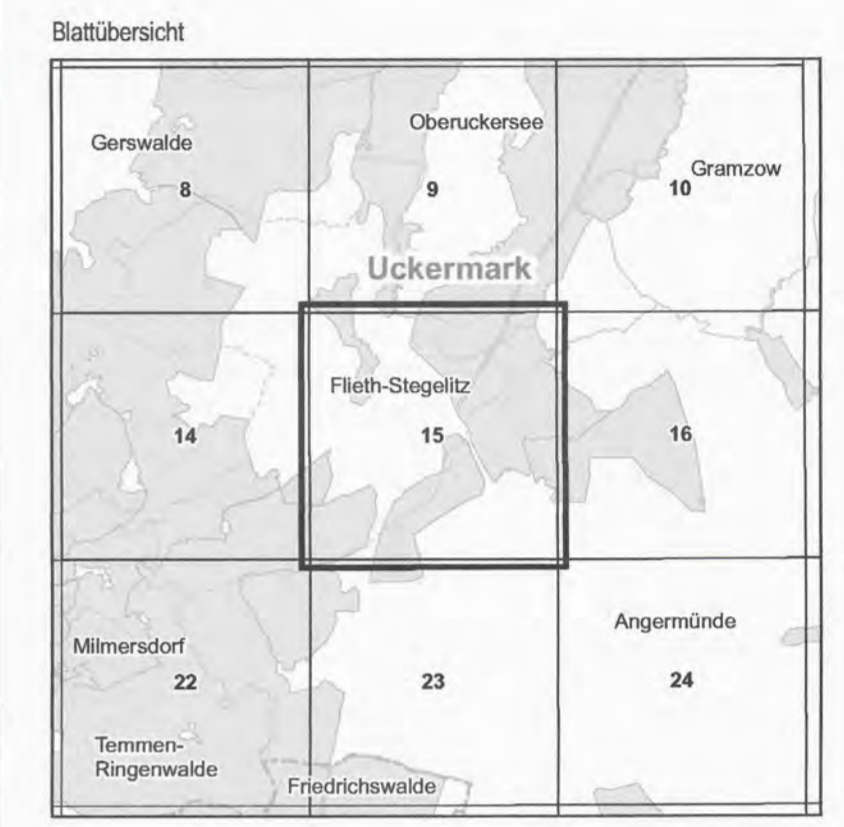 Blattübersicht
Gerswalde
8
Oberuckersee
9
Gramzow
10
Uckermark
Flieth-Stegelitz
14
15
16
Milmersdorf
22
23
Angermünde
24
Temmen-
Ringenwalde
Friedrichswalde